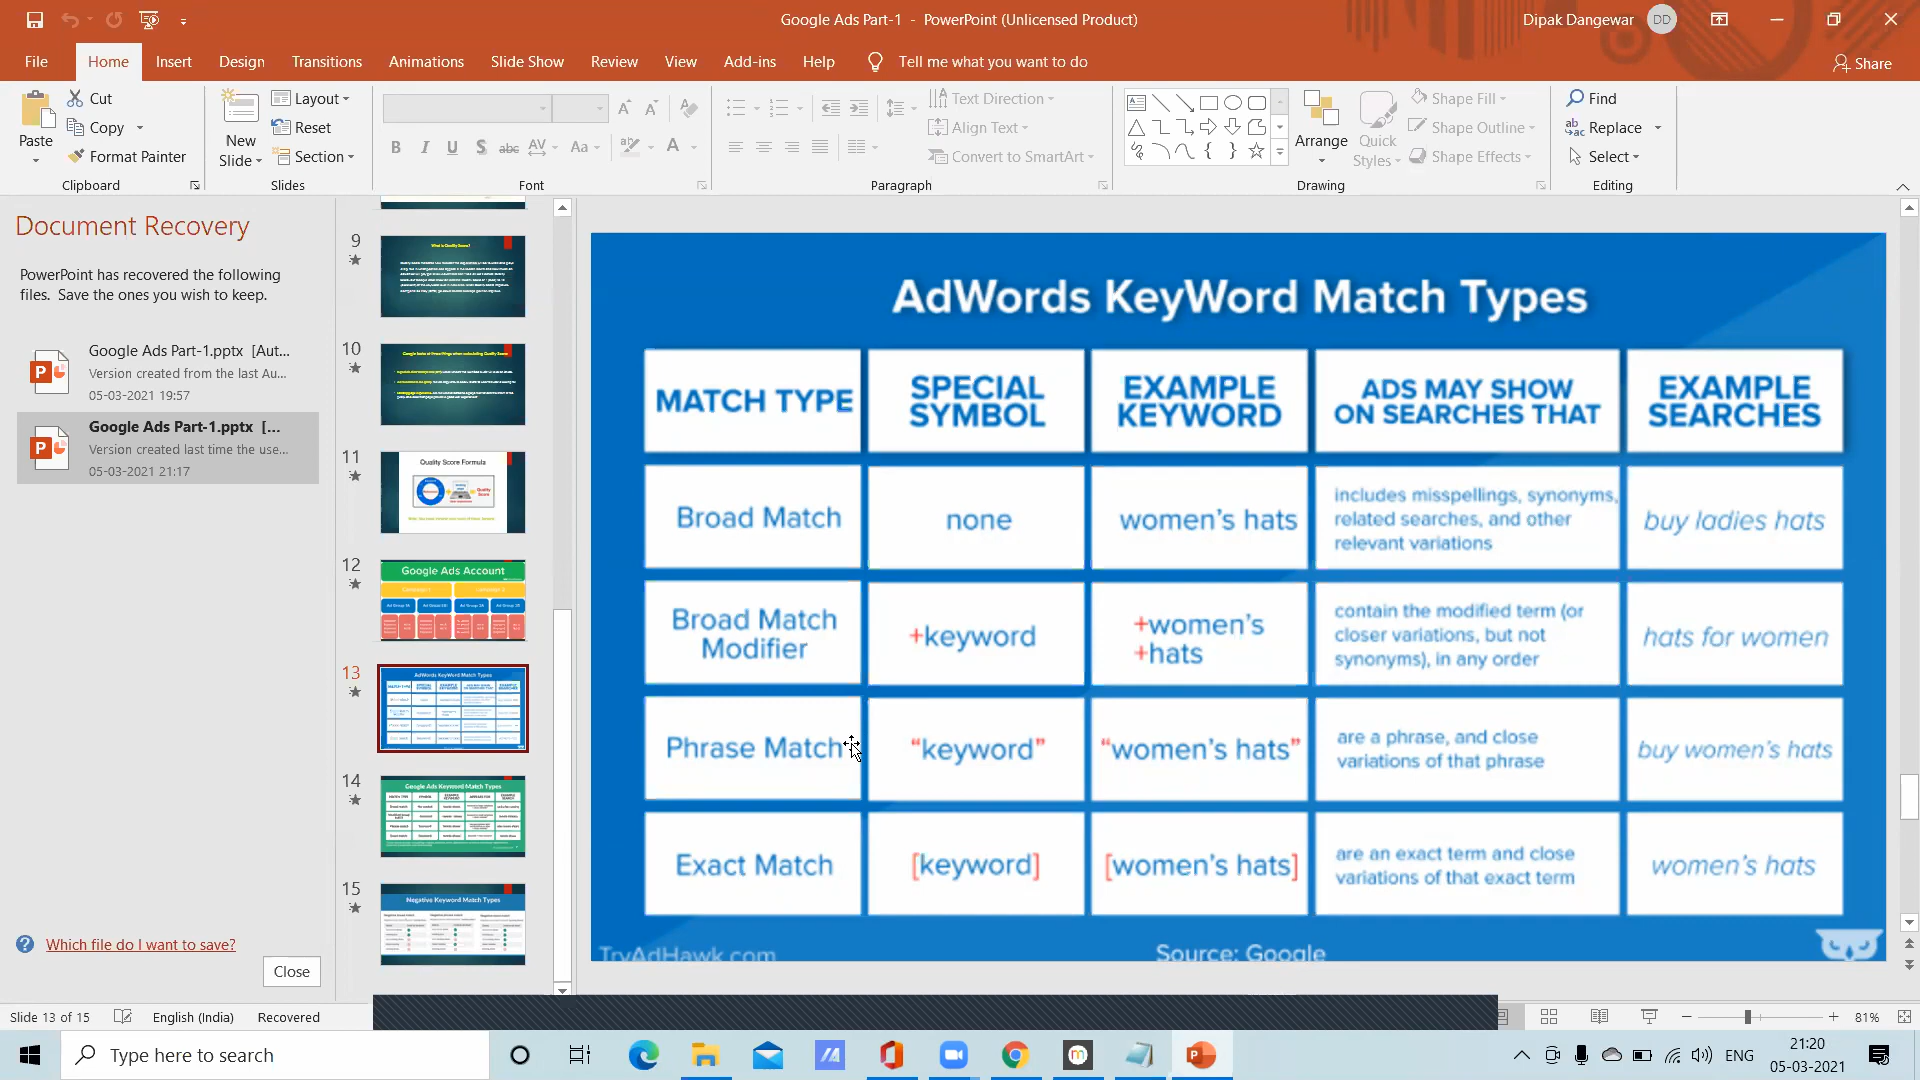 Google Ads Part-1 - PowerPoint (Unlicensed Product)
Dipak Dangewar
DD
File
Home
Insert
Design
Transitions
Animations
Slide Show
Review
View
Add-ins
Help
Tell me what you want to do
Share
Paste
Cut
Copy
Format Painter
Clipboard
New Slide
Layout
Reset
Section
Slides
Font
Text Direction
Align Text
Convert to SmartArt
Paragraph
Arrange
Quick Styles
Shape Fill
Shape Outline
Shape Effects
Drawing
Find
Replace
Select
Editing
Document Recovery
PowerPoint has recovered the following
files. Save the ones you wish to keep.
Google Ads Part-1.pptx [Aut...
Version created from the last Au...
05-03-2021 19:57
Google Ads Part-1.pptx [...
Version created last time the use...
05-03-2021 21:17
Which file do I want to save?
Close
9
What is Quality Score?
10
Google looks at three things when calculating Quality Score
11
Quality Score Formula
12
Google Ads Account
13
AdWords KeyWord Match Types
14
Google Ads Keyword Match Types
15
Negative Keyword Match Types
AdWords KeyWord Match Types
MATCH TYPE
SPECIAL
SYMBOL
EXAMPLE
KEYWORD
ADS MAY SHOW
ON SEARCHES THAT
EXAMPLE
SEARCHES
Broad Match
none
women's hats
includes misspellings, synonyms,
related searches, and other
relevant variations
buy ladies hats
Broad Match
Modifier
+keyword
+women's
+hats
contain the modified term (or
closer variations, but not
synonyms), in any order
hats for women
Phrase Match
“keyword”
“women's hats”
are a phrase, and close
variations of that phrase
buy women's hats
Exact Match
[keyword]
[women's hats]
are an exact term and close
variations of that exact term
women's hats
TryAdHawk.com
Source: Google
Slide 13 of 15
English (India)
Recovered
81%
Type here to search
ENG
21:20
05-03-2021